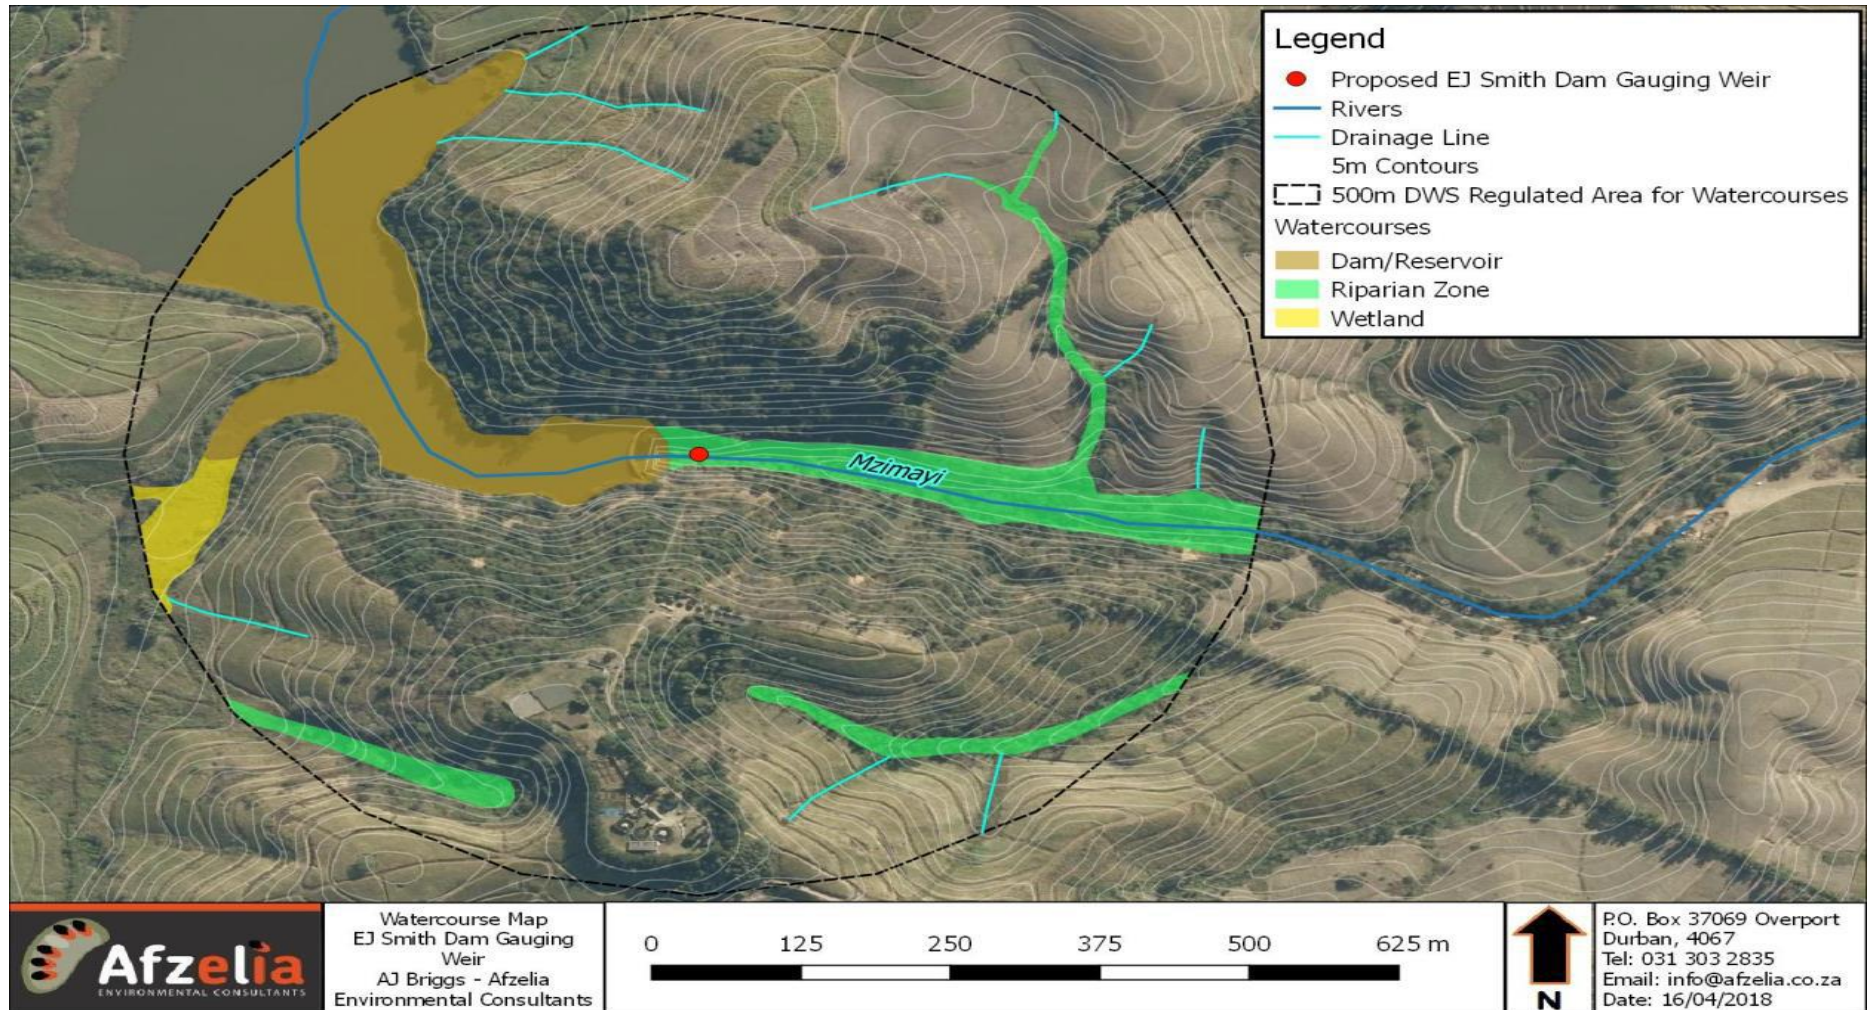 Legend
Proposed EJ Smith Dam Gauging Weir
Rivers
Drainage Line
5m Contours
500m DWS Regulated Area for Watercourses
Watercourses
Dam/Reservoir
Riparian Zone
Wetland
Mzimayi
Afzelia
ENVIRONMENTAL CONSULTANTS
Watercourse Map
EJ Smith Dam Gauging
Weir
AJ Briggs - Afzelia
Environmental Consultants
0 125 250 375 500 625 m
N
P.O. Box 37069 Overport
Durban, 4067
Tel: 031 303 2835
Email: info@afzelia.co.za
Date: 16/04/2018